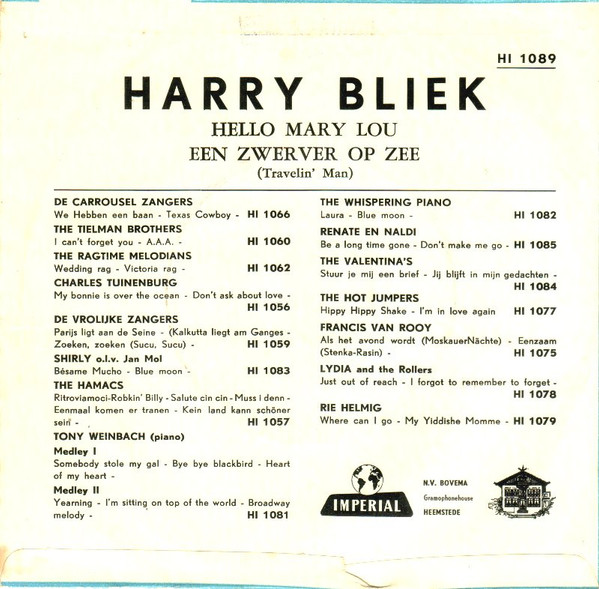 HI 1089
HARRY BLIEK
HELLO MARY LOU
EEN ZWERVER OP ZEE
(Travelin' Man)
DE CARROUSEL ZANGERS
We Hebben een baan - Texas Cowboy - HI 1066
THE TIELMAN BROTHERS
I can't forget you - A.A.A. - HI 1060
THE RAGTIME MELODIANS
Wedding rag - Victoria rag - HI 1062
CHARLES TUINENBURG
My bonnie is over the ocean - Don't ask about love -
HI 1056
DE VROLIJKE ZANGERS
Parijs ligt aan de Seine - (Kalkutta liegt am Ganges -
Zoeken, zoeken (Sucu, Sucu) - HI 1059
SHIRLY o.l.v. Jan Mol
Bésame Mucho - Blue moon - HI 1083
THE HAMACS
Ritroviamoci-Robkin' Billy - Salute cin cin - Muss i denn -
Eenmaal komen er tranen - Kein land kann schöner
sein - HI 1057
TONY WEINBACH (piano)
Medley I
Somebody stole my gal - Bye bye blackbird - Heart
of my heart -
Medley II
Yearning - I'm sitting on top of the world - Broadway
melody - HI 1081
THE WHISPERING PIANO
Laura - Blue moon - HI 1082
RENATE EN NALDI
Be a long time gone - Don't make me go - HI 1085
THE VALENTINA'S
Stuur je mij een brief - Jij blijft in mijn gedachten -
HI 1084
THE HOT JUMPERS
Hippy Hippy Shake - I'm in love again HI 1077
FRANCIS VAN ROOY
Als het avond wordt (MoskauerNächte) - Eenzaam
(Stenka-Rasin) - HI 1075
LYDIA and the Rollers
Just out of reach - I forgot to remember to forget -
HI 1078
RIE HELMIG
Where can I go - My Yiddishe Momme - HI 1079
IMPERIAL
N.V. BOVEMA
Gramophonehouse
HEEMSTEDE